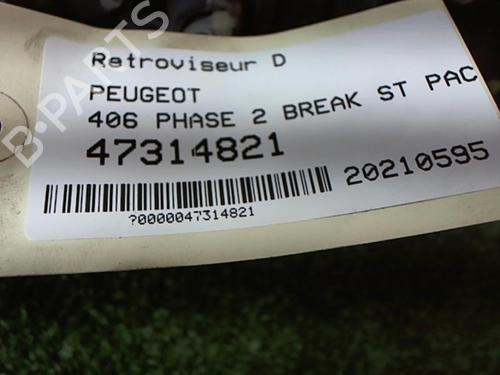 Retroviseur D
PEUGEOT
406 PHASE 2 BREAK ST PAC
47314821
20210595
?0000047314821
B-PARTS